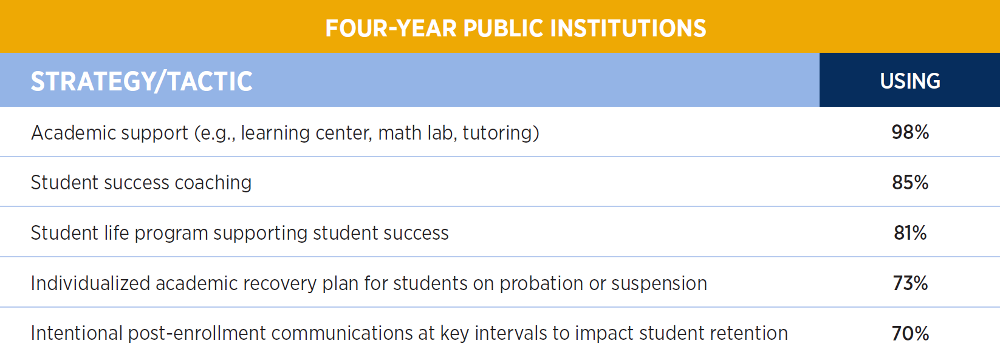 FOUR-YEAR PUBLIC INSTITUTIONS
STRATEGY/TACTIC USING
Academic support (e.g., learning center, math lab, tutoring) 98%
Student success coaching 85%
Student life program supporting student success 81%
Individualized academic recovery plan for students on probation or suspension 73%
Intentional post-enrollment communications at key intervals to impact student retention 70%